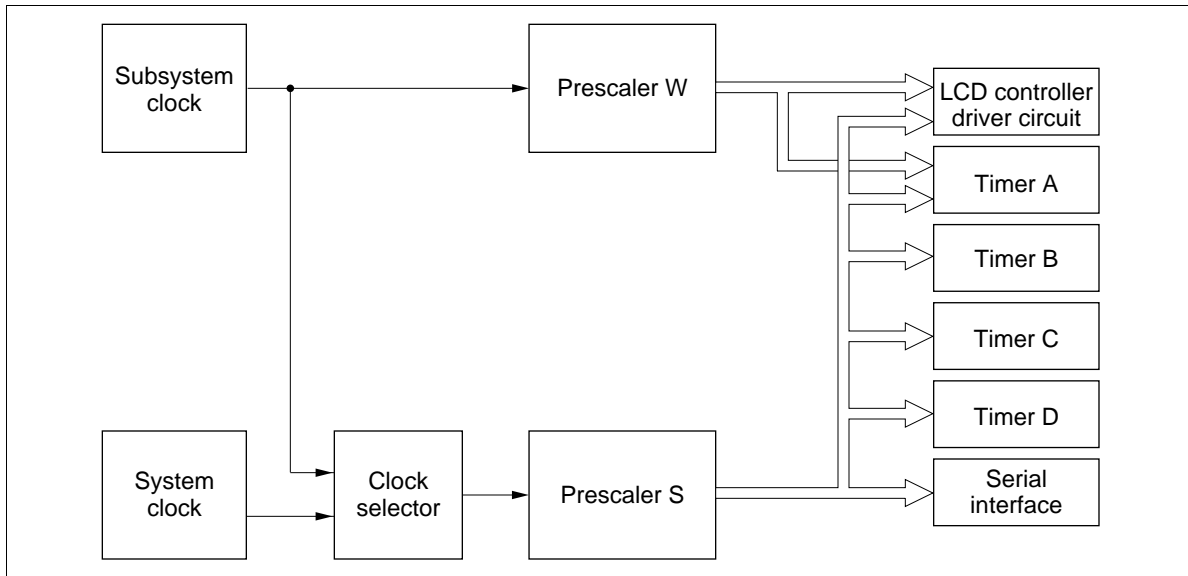 Subsystem
clock
Prescaler W
LCD controller
driver circuit
Timer A
Timer B
Timer C
Timer D
System
clock
Clock
selector
Prescaler S
Serial
interface